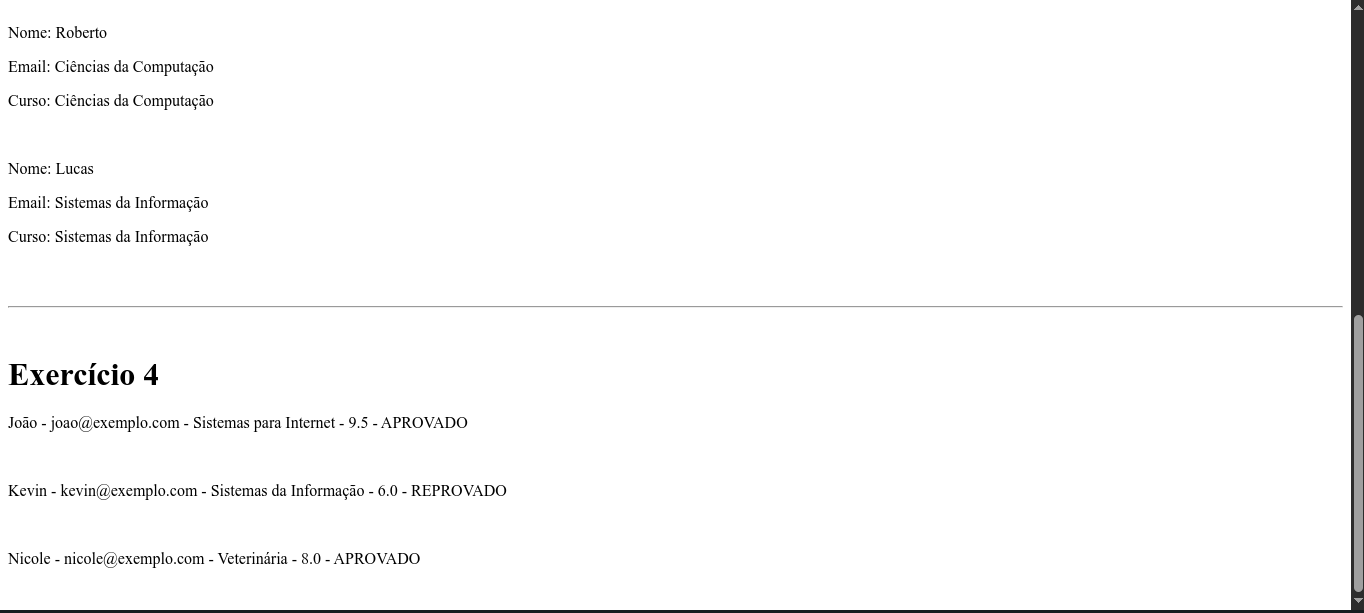 Nome: Roberto
Email: Ciências da Computação
Curso: Ciências da Computação
Nome: Lucas
Email: Sistemas da Informação
Curso: Sistemas da Informação
Exercício 4
João - joao@exemplo.com - Sistemas para Internet - 9.5 - APROVADO
Kevin - kevin@exemplo.com - Sistemas da Informação - 6.0 - REPROVADO
Nicole - nicole@exemplo.com - Veterinária - 8.0 - APROVADO